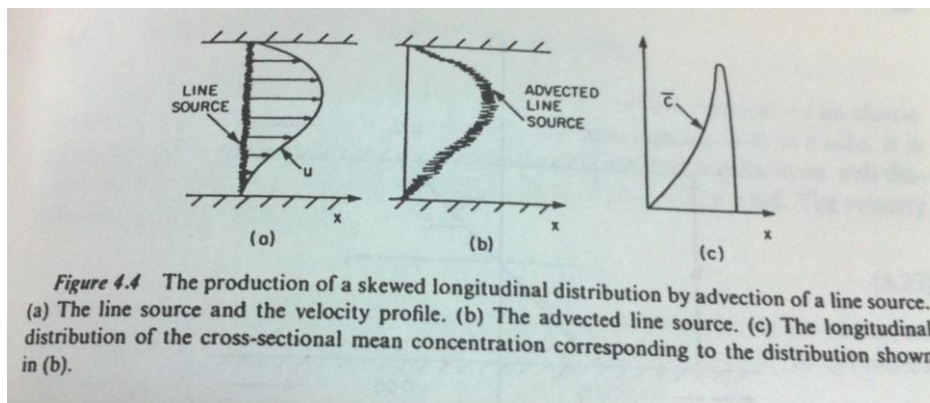 LINE
SOURCE
u
x
(a)
ADVECTED
LINE
SOURCE
x
(b)
c̅
x
(c)
Figure 4.4 The production of a skewed longitudinal distribution by advection of a line source.
(a) The line source and the velocity profile. (b) The advected line source. (c) The longitudinal
distribution of the cross-sectional mean concentration corresponding to the distribution shown
in (b).